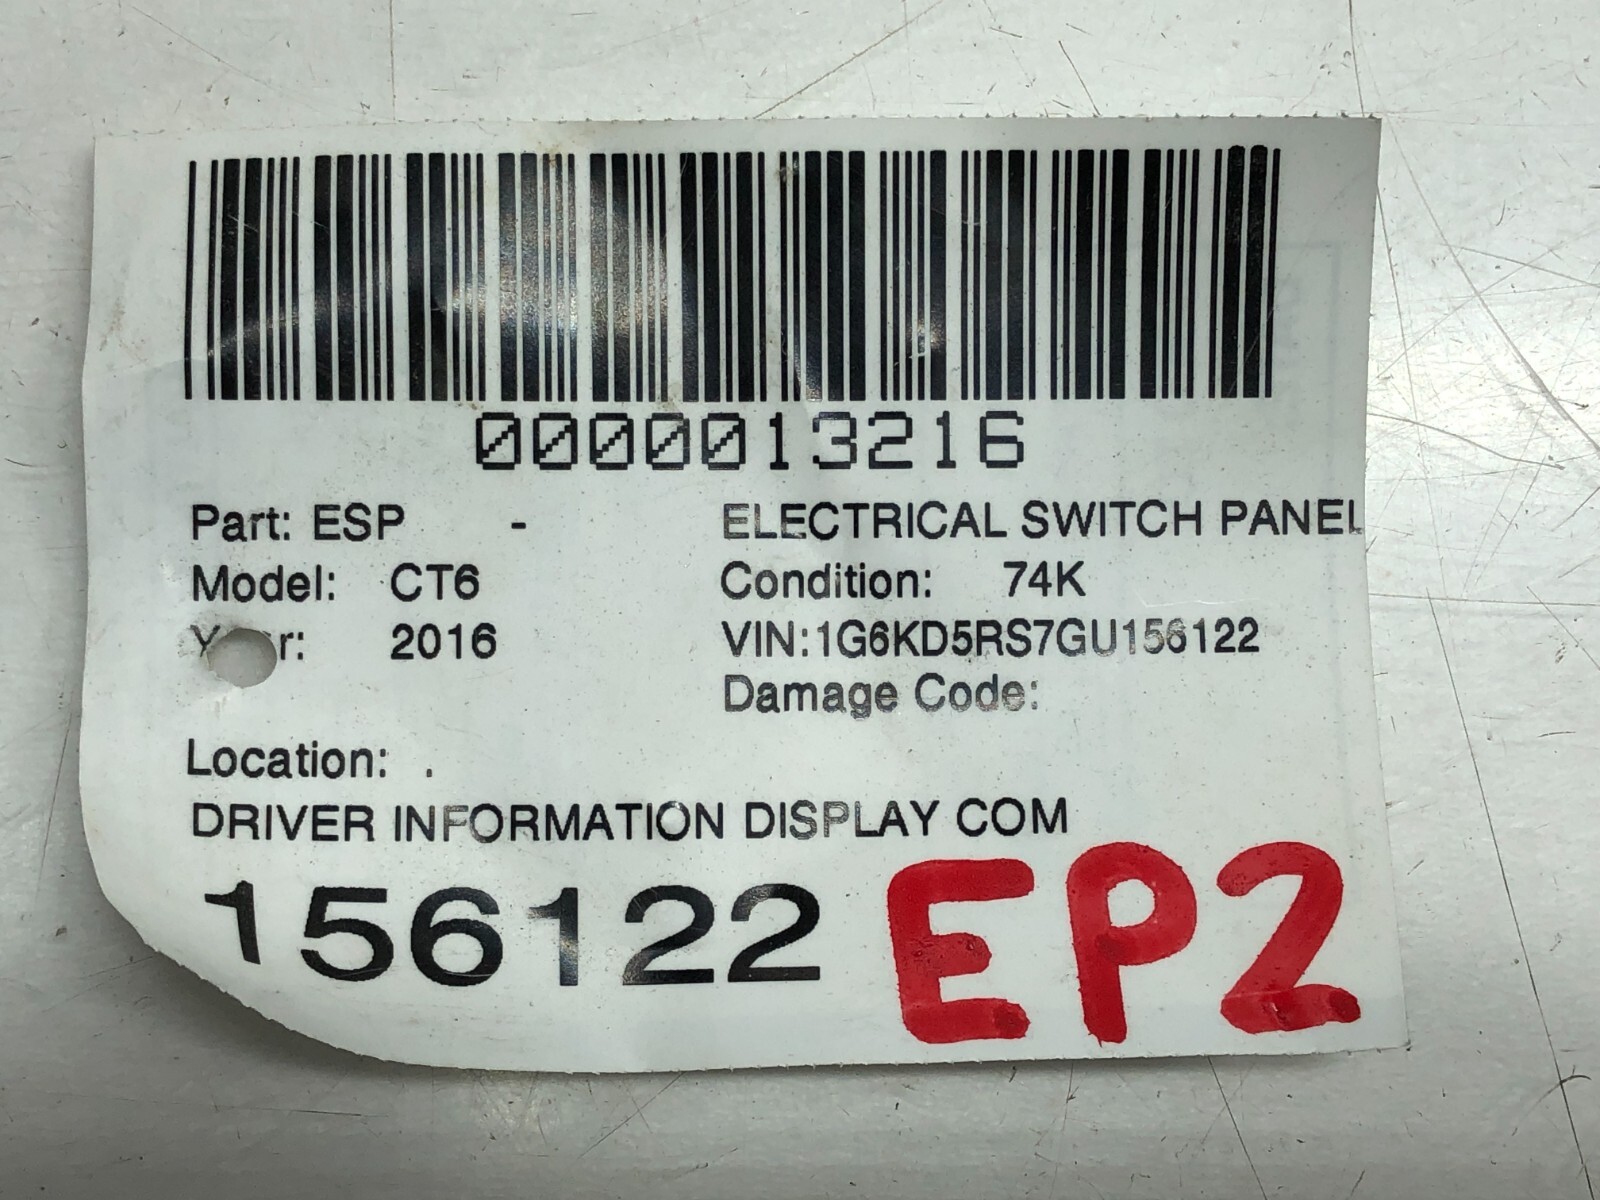 0000013216
Part: ESP - ELECTRICAL SWITCH PANEL
Model: CT6 Condition: 74K
2016 VIN:1G6KD5RS7GU156122
Damage Code:
Location: .
DRIVER INFORMATION DISPLAY COM
156122 EP2